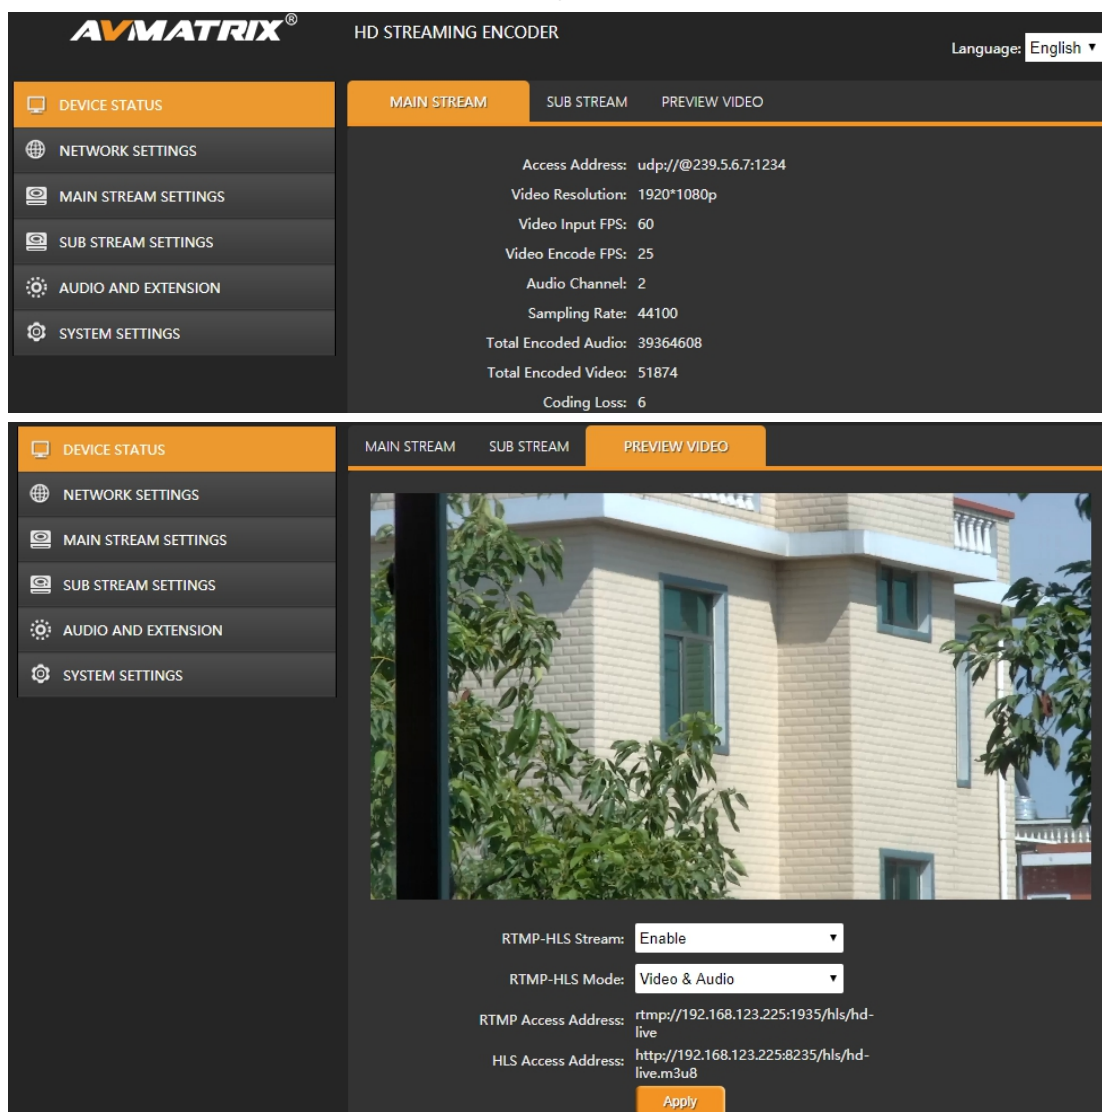 AVMATRIX®
HD STREAMING ENCODER
Language: English
DEVICE STATUS
NETWORK SETTINGS
MAIN STREAM SETTINGS
SUB STREAM SETTINGS
AUDIO AND EXTENSION
SYSTEM SETTINGS
MAIN STREAM SUB STREAM PREVIEW VIDEO
Access Address: udp://@239.5.6.7:1234
Video Resolution: 1920*1080p
Video Input FPS: 60
Video Encode FPS: 25
Audio Channel: 2
Sampling Rate: 44100
Total Encoded Audio: 39364608
Total Encoded Video: 51874
Coding Loss: 6
DEVICE STATUS
NETWORK SETTINGS
MAIN STREAM SETTINGS
SUB STREAM SETTINGS
AUDIO AND EXTENSION
SYSTEM SETTINGS
MAIN STREAM SUB STREAM PREVIEW VIDEO
RTMP-HLS Stream: Enable
RTMP-HLS Mode: Video & Audio
RTMP Access Address: rtmp://192.168.123.225:1935/hls/hd-
live
HLS Access Address: http://192.168.123.225:8235/hls/hd-
live.m3u8
Apply